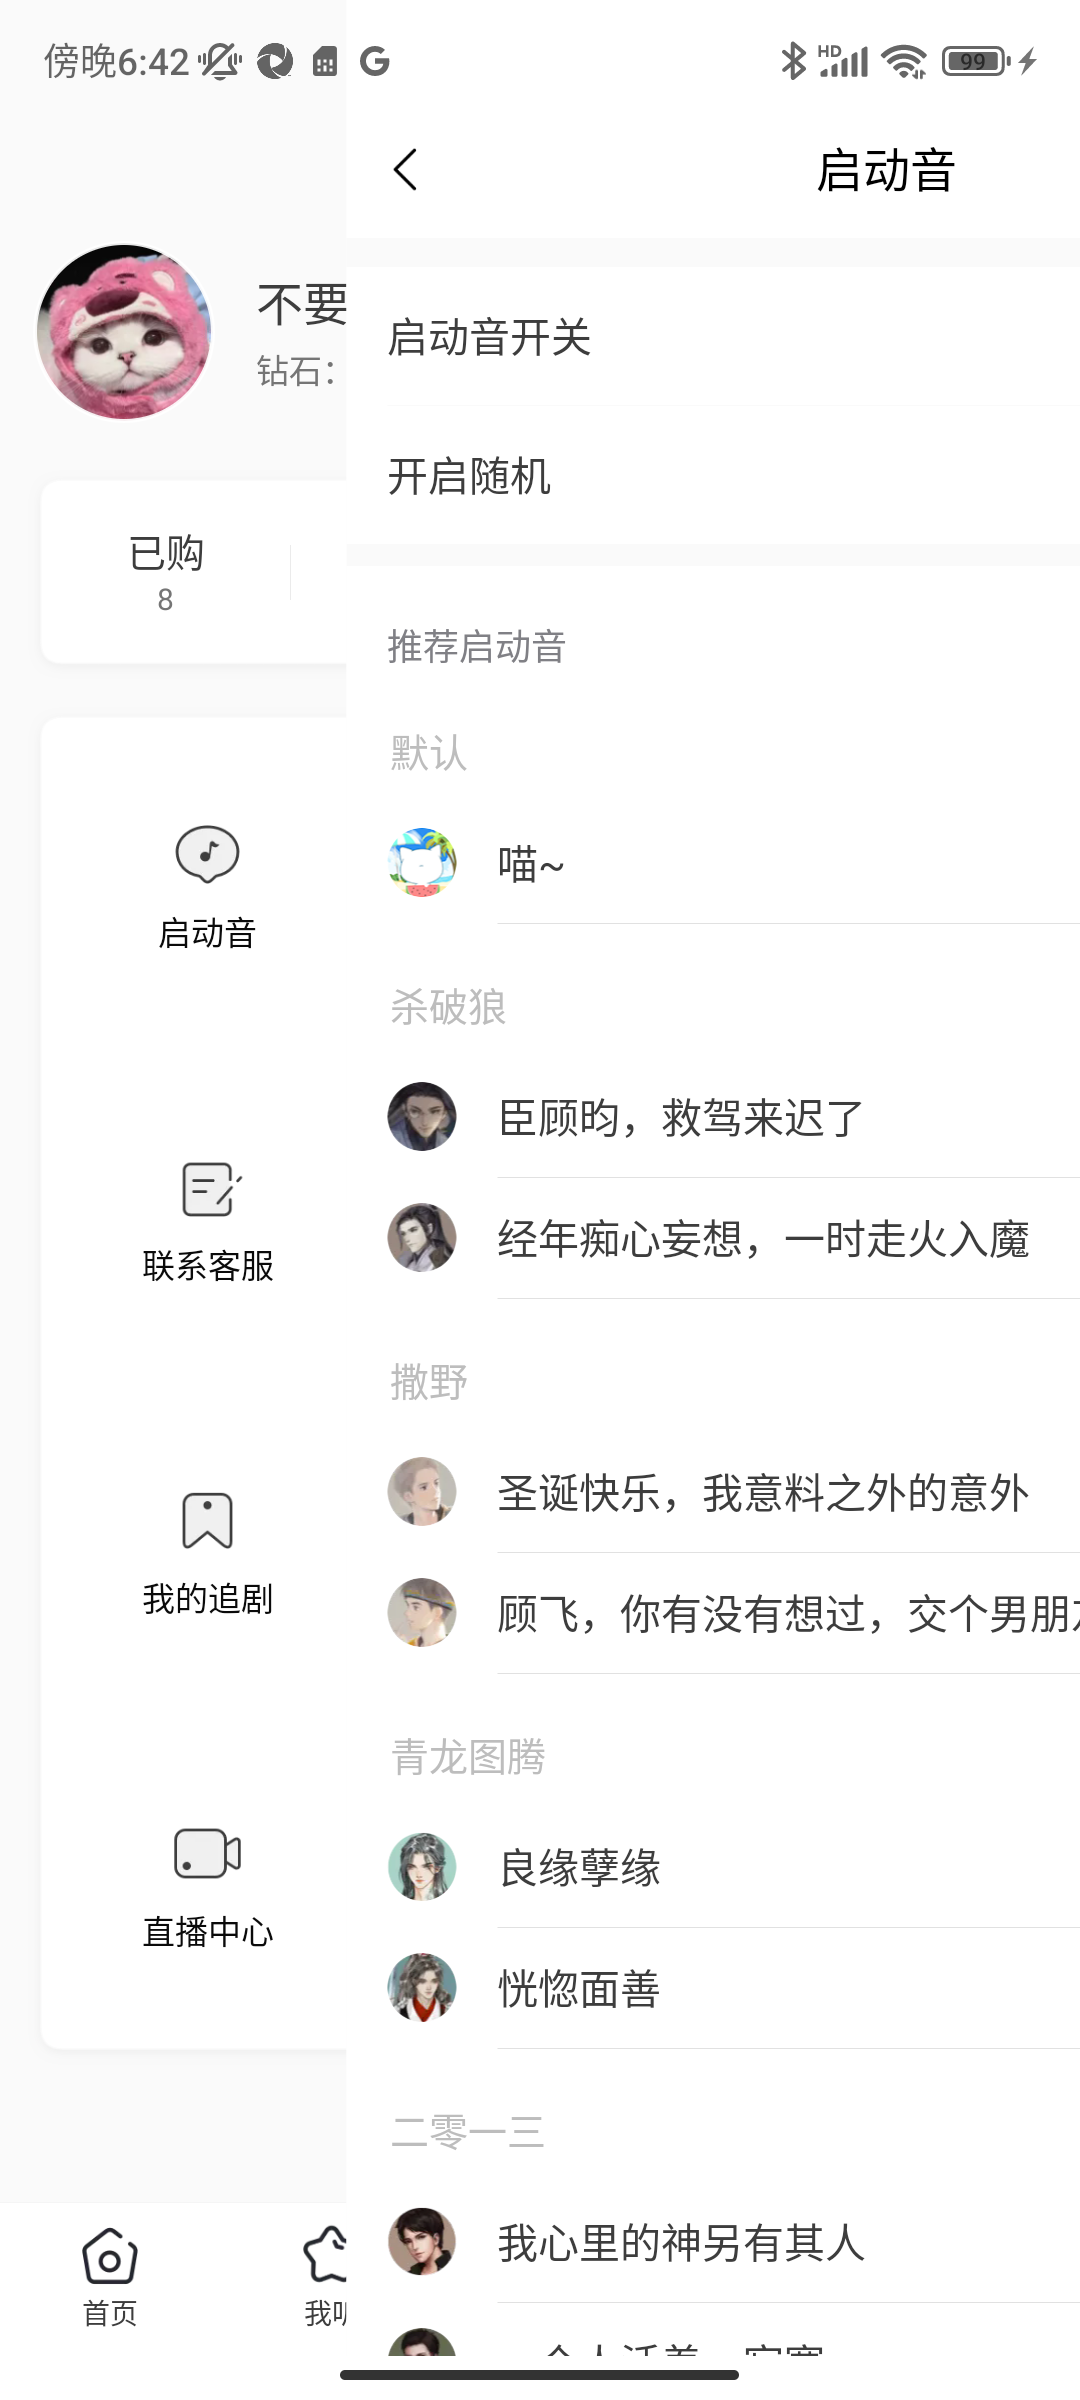 傍晚6:42
HD
99
启动音
不要
钻石：
已购
8
启动音
联系客服
我的追剧
直播中心
首页
我
启动音开关
开启随机
推荐启动音
默认
喵~
杀破狼
臣顾昀，救驾来迟了
经年痴心妄想，一时走火入魔
撒野
圣诞快乐，我意料之外的意外
顾飞，你有没有想过，交个男朋
青龙图腾
良缘孽缘
恍惚面善
二零一三
我心里的神另有其人